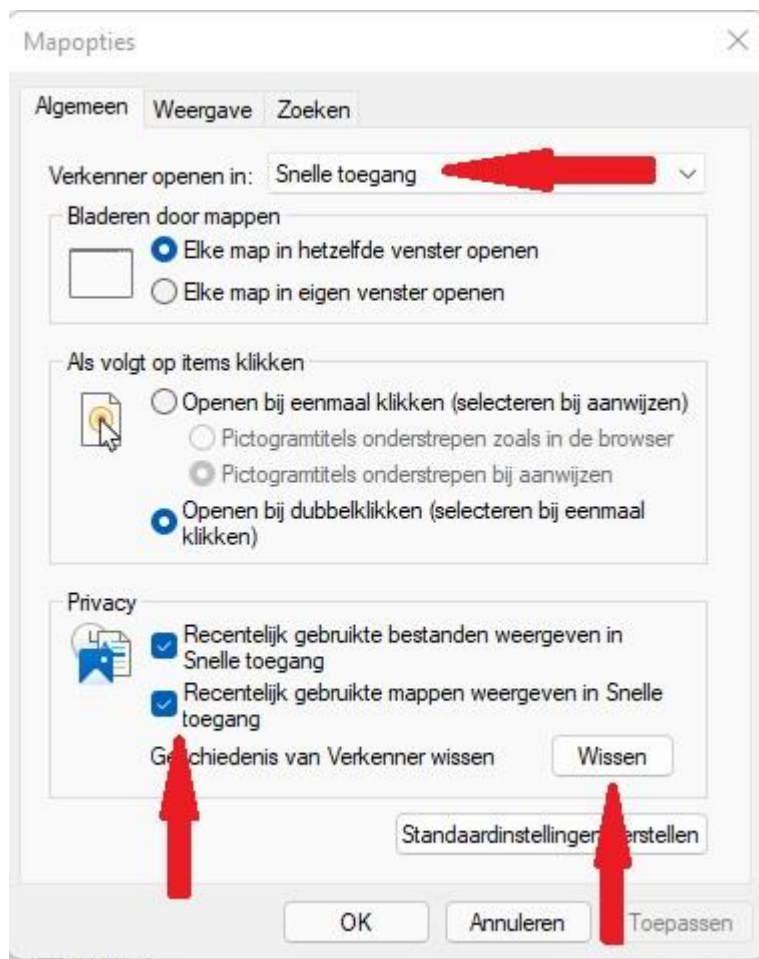 Mapopties
Algemeen Weergave Zoeken
Verkenner openen in: Snelle toegang
Bladeren door mappen
Elke map in hetzelfde venster openen
Elke map in eigen venster openen
Als volgt op items klikken
Openen bij eenmaal klikken (selecteren bij aanwijzen)
Pictogramtitels onderstrepen zoals in de browser
Pictogramtitels onderstrepen bij aanwijzen
Openen bij dubbelklikken (selecteren bij eenmaal
klikken)
Privacy
Recentelijk gebruikte bestanden weergeven in
Snelle toegang
Recentelijk gebruikte mappen weergeven in Snelle
toegang
Geschiedenis van Verkenner wissen Wissen
Standaardinstellingen herstellen
OK Annuleren Toepassen